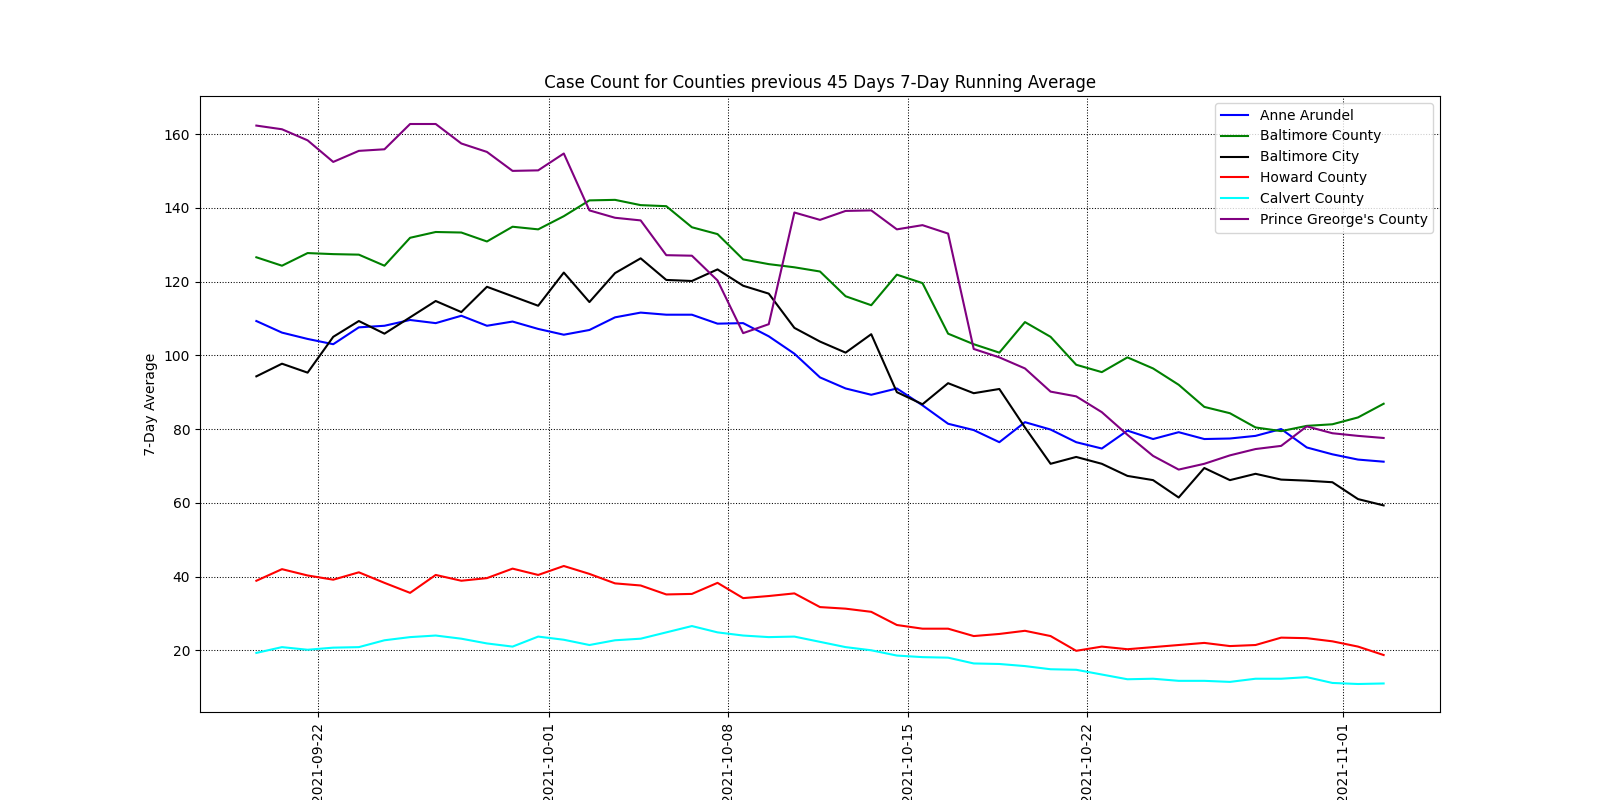 Case Count for Counties previous 45 Days 7-Day Running Average
Anne Arundel
Baltimore County
Baltimore City
Howard County
Calvert County
Prince Greorge's County
7-Day Average
160
140
120
100
80
60
40
20
2021-09-22
2021-10-01
2021-10-08
2021-10-15
2021-10-22
2021-11-01